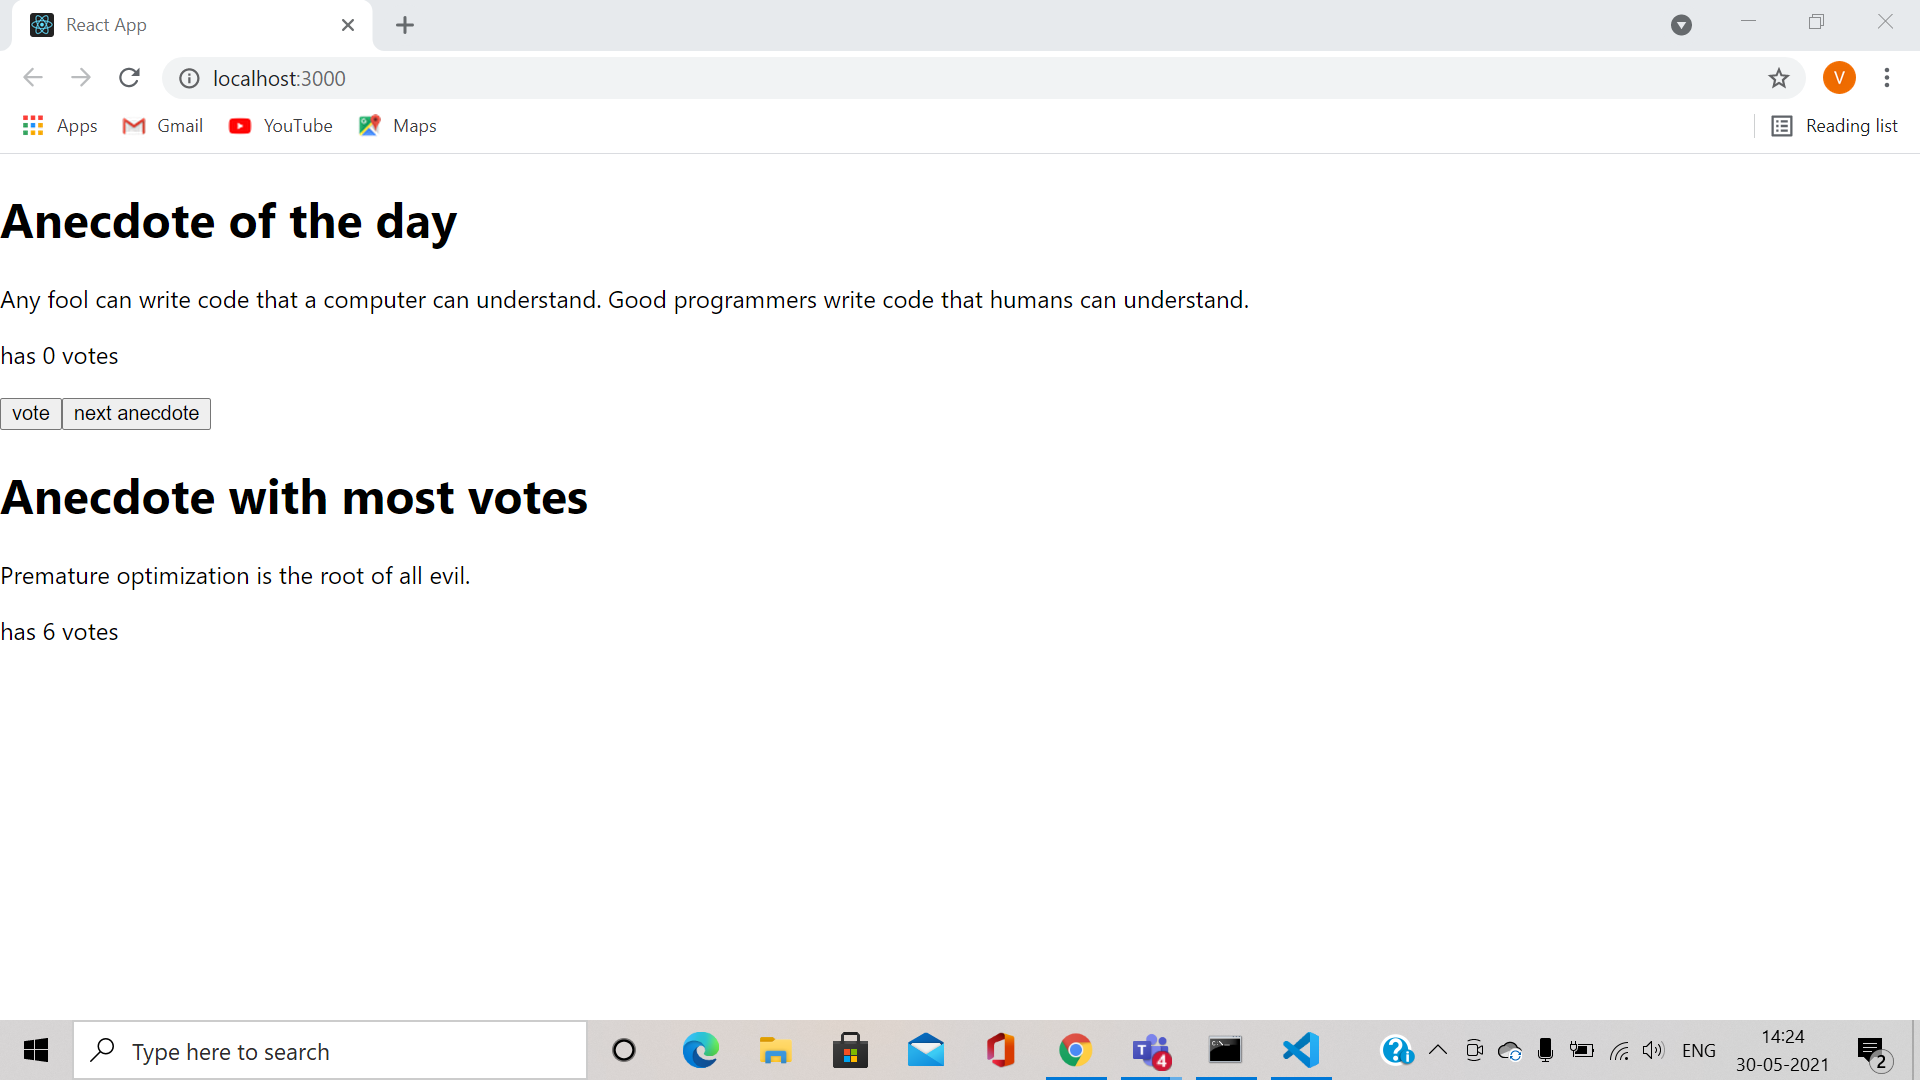 React App
localhost:3000
V
Apps Gmail YouTube Maps Reading list
Anecdote of the day
Any fool can write code that a computer can understand. Good programmers write code that humans can understand.
has 0 votes
vote next anecdote
Anecdote with most votes
Premature optimization is the root of all evil.
has 6 votes
Type here to search
T 4
C:\_
ENG
14:24
30-05-2021
2